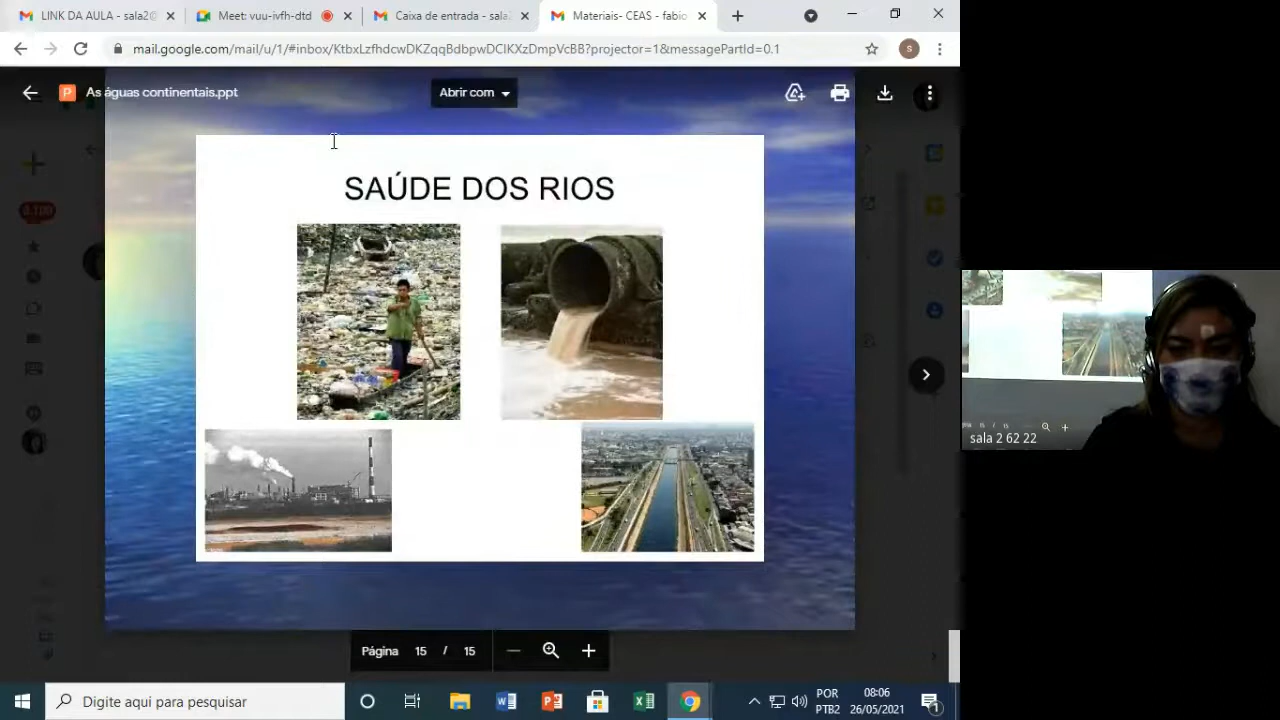 LINK DA AULA - sala2@
Meet: vuu-ivfh-dtd
Caixa de entrada - sala2
Materiais- CEAS - fabio
mail.google.com/mail/u/1/#inbox/KtbxLzfhdcwDKZqqBdbpwDClKXzDmpVcBB?projector=1&messagePartId=0.1
S
P
As águas continentais.ppt
Abrir com
SAÚDE DOS RIOS
sala 2 62 22
Página 15 / 15
Digite aqui para pesquisar
POR
PTB2
08:06
26/05/2021
1